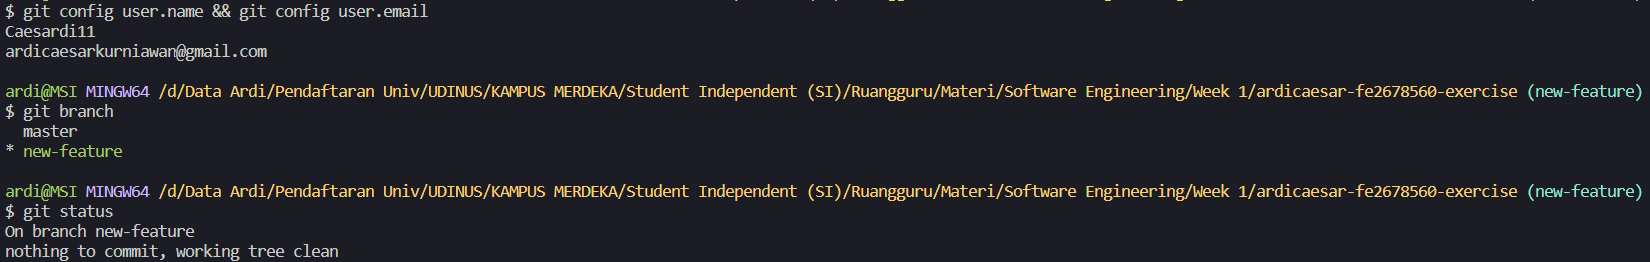 $ git config user.name && git config user.email
Caesardi11
ardicaesarkurniawan@gmail.com
ardi@MSI MINGW64 /d/Data Ardi/Pendaftaran Univ/UDINUS/KAMPUS MERDEKA/Student Independent (SI)/Ruangguru/Materi/Software Engineering/Week 1/ardicaesar-fe2678560-exercise (new-feature)
$ git branch
  master
* new-feature
ardi@MSI MINGW64 /d/Data Ardi/Pendaftaran Univ/UDINUS/KAMPUS MERDEKA/Student Independent (SI)/Ruangguru/Materi/Software Engineering/Week 1/ardicaesar-fe2678560-exercise (new-feature)
$ git status
On branch new-feature
nothing to commit, working tree clean